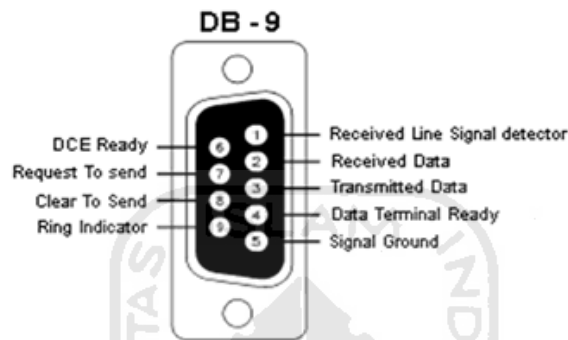 DB - 9
DCE Ready
Request To send
Clear To Send
Ring Indicator
6
7
8
9
1
2
3
4
5
Received Line Signal detector
Received Data
Transmitted Data
Data Terminal Ready
Signal Ground
ISLAM